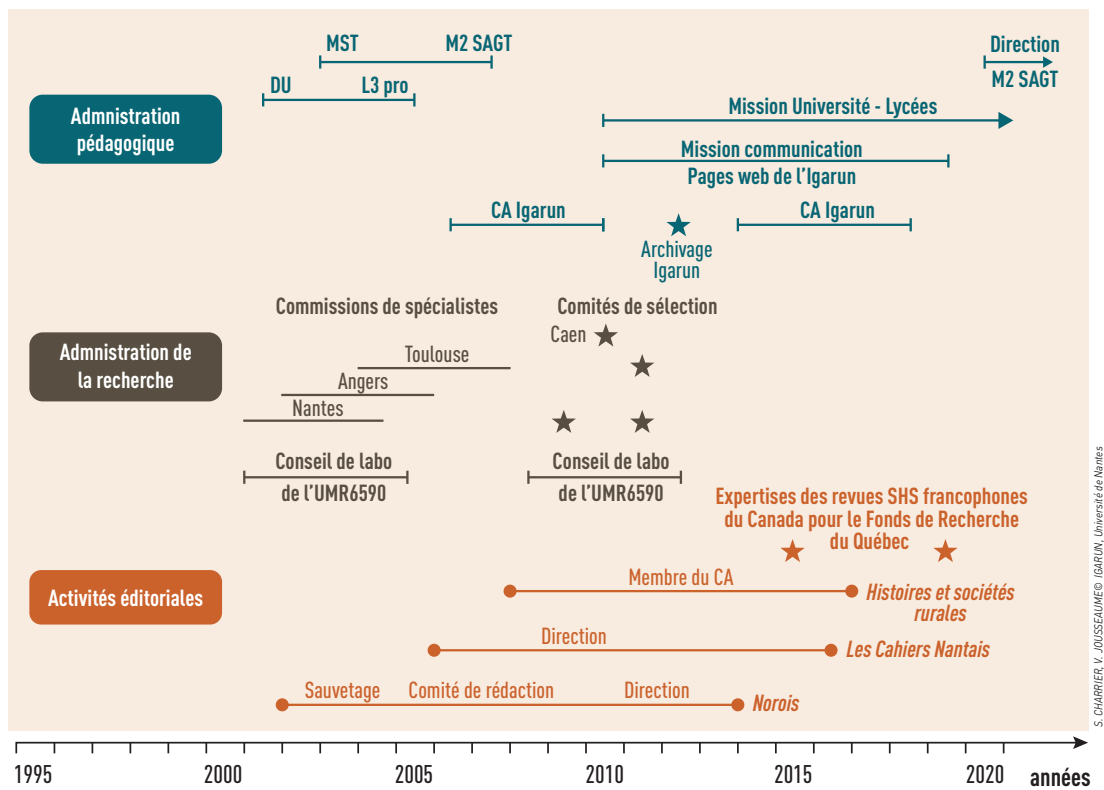 MST
M2 SAGT
Direction
M2 SAGT
DU
L3 pro
Admnistration
pédagogique
Mission Université - Lycées
Mission communication
Pages web de l'Igarun
CA Igarun
CA Igarun
Archivage
Igarun
Commissions de spécialistes
Comités de sélection
Caen
Admnistration de
la recherche
Toulouse
Angers
Nantes
Conseil de labo
de l'UMR6590
Conseil de labo
de l'UMR6590
Expertises des revues SHS francophones
du Canada pour le Fonds de Recherche
du Québec
Activités éditoriales
Membre du CA
Histoires et sociétés
rurales
Direction
Les Cahiers Nantais
Sauvetage
Comité de rédaction
Direction
Norois
1995
2000
2005
2010
2015
2020
années
S. CHARRIER, V. JOUSSEAUME© IGARUN, Université de Nantes